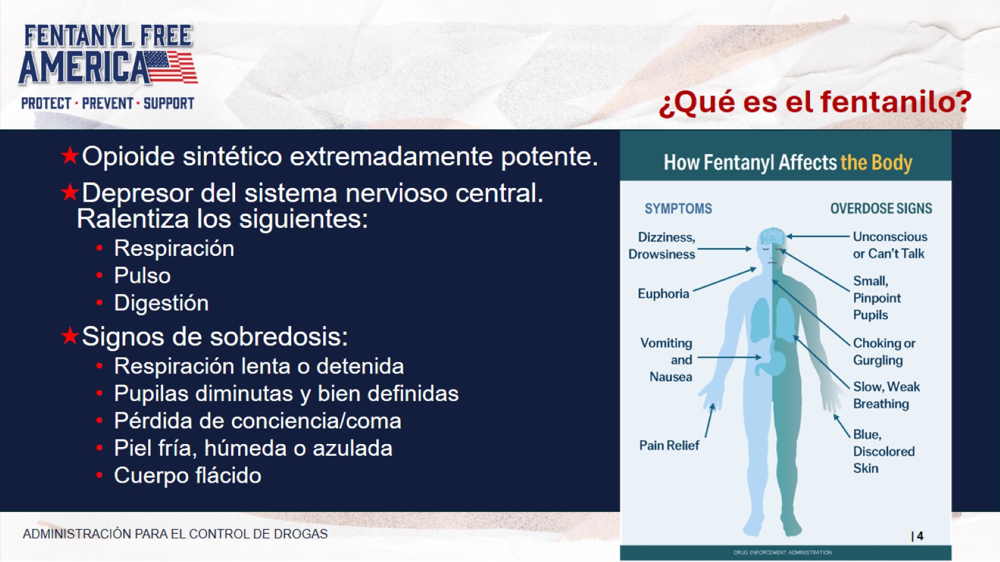 FENTANYL FREE
AMERICA
PROTECT · PREVENT · SUPPORT
¿Qué es el fentanilo?
★Opioide sintético extremadamente potente.
★Depresor del sistema nervioso central.
Ralentiza los siguientes:
• Respiración
• Pulso
• Digestión
★Signos de sobredosis:
• Respiración lenta o detenida
• Pupilas diminutas y bien definidas
• Pérdida de conciencia/coma
• Piel fría, húmeda o azulada
• Cuerpo flácido
How Fentanyl Affects the Body
SYMPTOMS
Dizziness,
Drowsiness
Euphoria
Vomiting
and
Nausea
Pain Relief
OVERDOSE SIGNS
Unconscious
or Can't Talk
Small,
Pinpoint
Pupils
Choking or
Gurgling
Slow, Weak
Breathing
Blue,
Discolored
Skin
ADMINISTRACIÓN PARA EL CONTROL DE DROGAS
| 4
DRUG ENFORCEMENT ADMINISTRATION